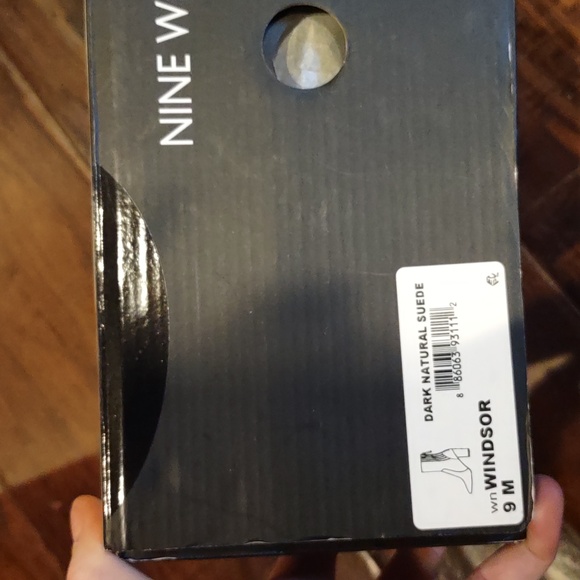 NINE W
DARK NATURAL SUEDE
8 86063 93111 2
wn WINDSOR
9 M